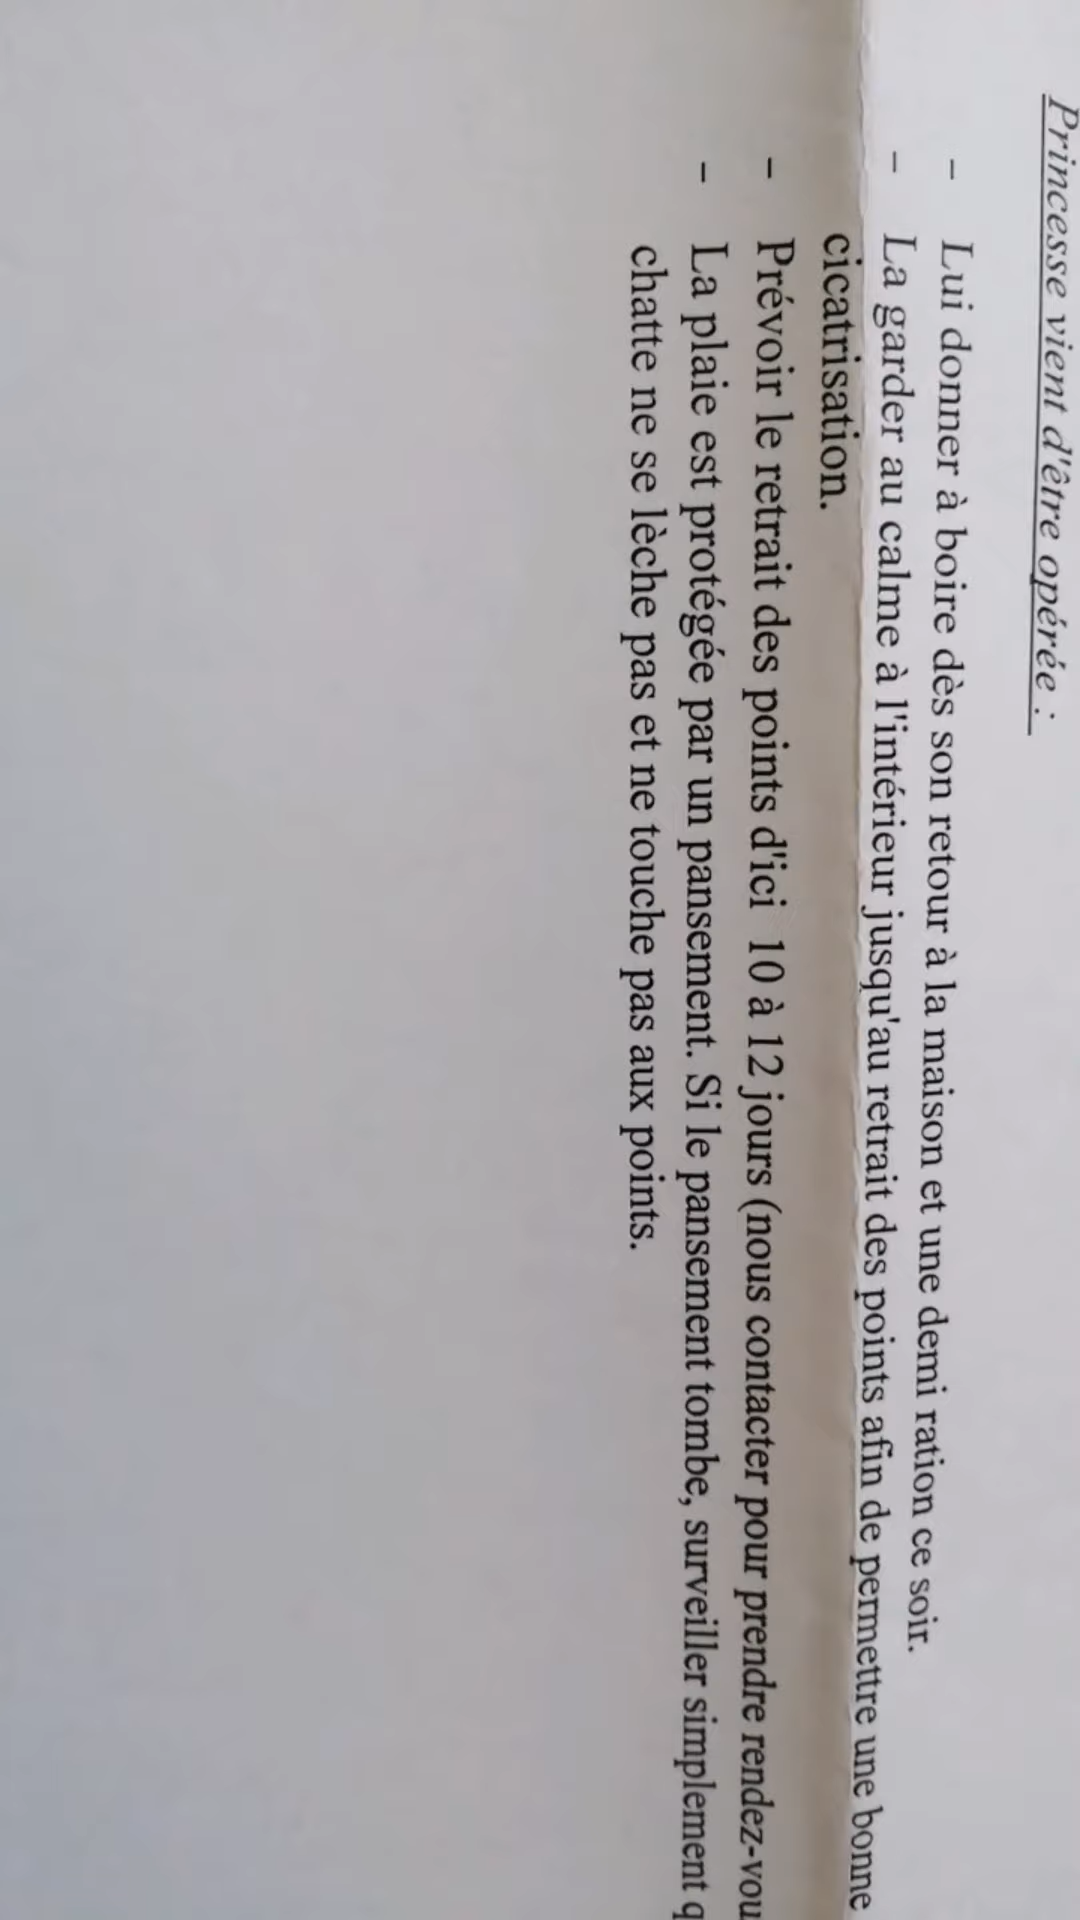 Princesse vient d'être opérée :
- Lui donner à boire dès son retour à la maison et une demi ration ce soir.
- La garder au calme à l'intérieur jusqu'au retrait des points afin de permettre une bonne
cicatrisation.
- Prévoir le retrait des points d'ici 10 à 12 jours (nous contacter pour prendre rendez-vou
- La plaie est protégée par un pansement. Si le pansement tombe, surveiller simplement q
chatte ne se lèche pas et ne touche pas aux points.